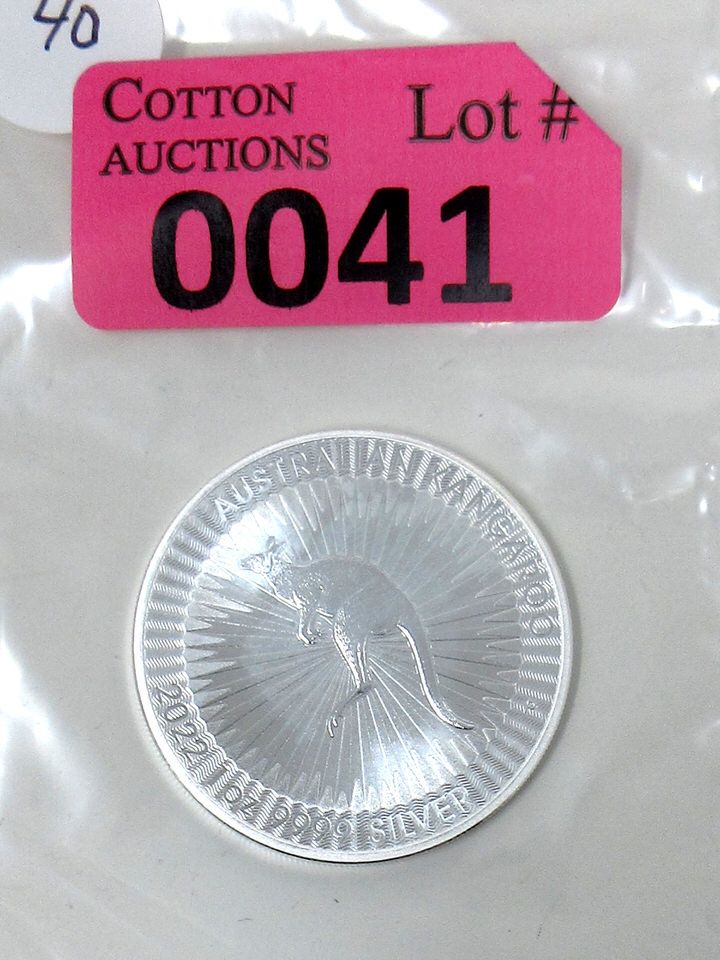 40
COTTON
AUCTIONS
Lot #
0041
AUSTRALIAN KANGAROO
2022 1OZ 9999 SILVER